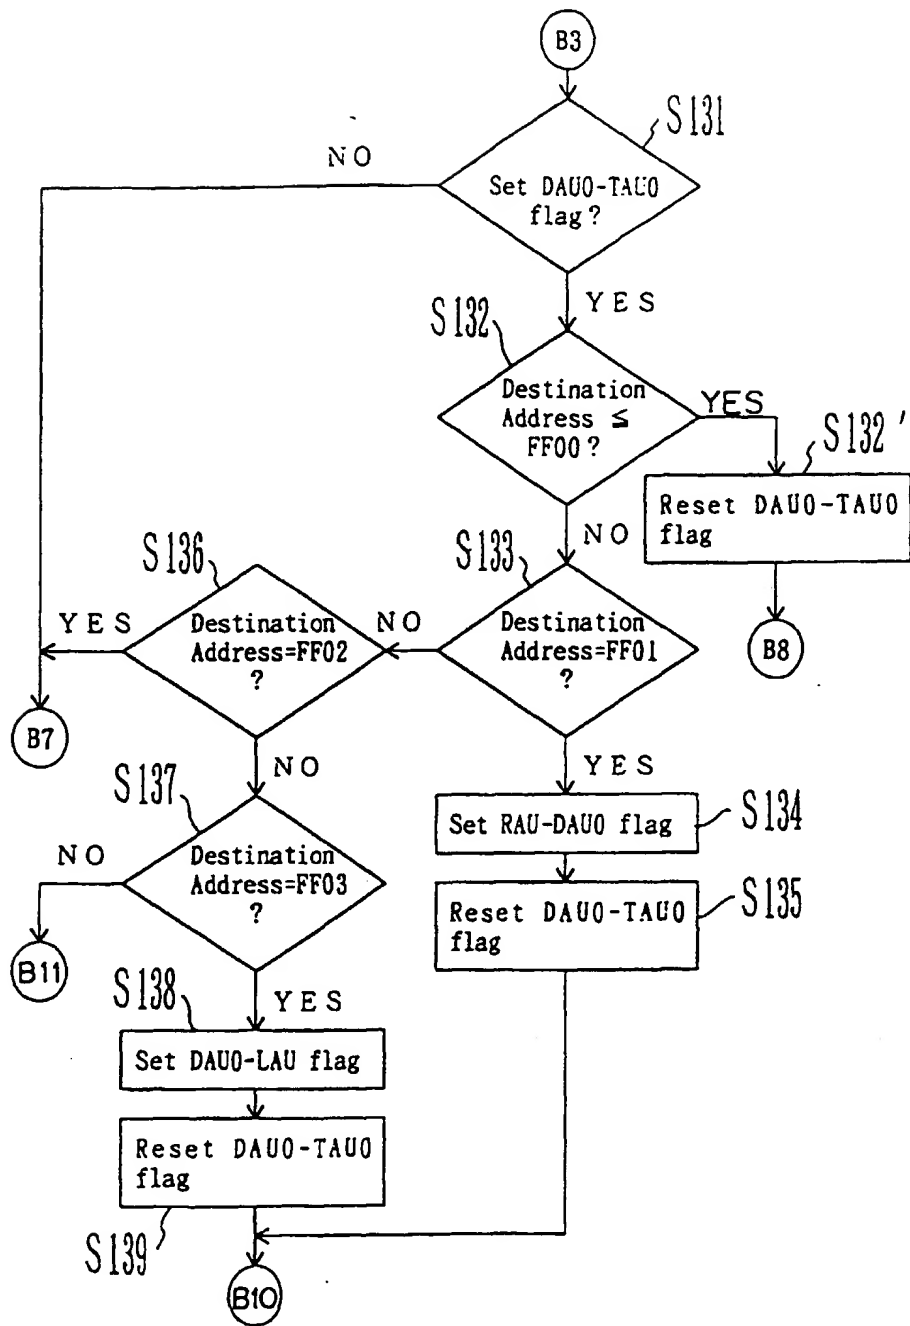 B3
S131
NO
Set DAU0-TAU0
flag?
YES
S132
Destination
Address ≦
FF00?
YES
S132'
Reset DAU0-TAU0
flag
NO
S133
S136
Destination
Address=FF01
?
NO
Destination
Address=FF02
?
YES
B8
B7
NO
YES
S137
Set RAU-DAU0 flag
S134
Destination
Address=FF03
?
NO
Reset DAU0-TAU0
flag
S135
B11
S138
YES
Set DAU0-LAU flag
Reset DAU0-TAU0
flag
S139
B10